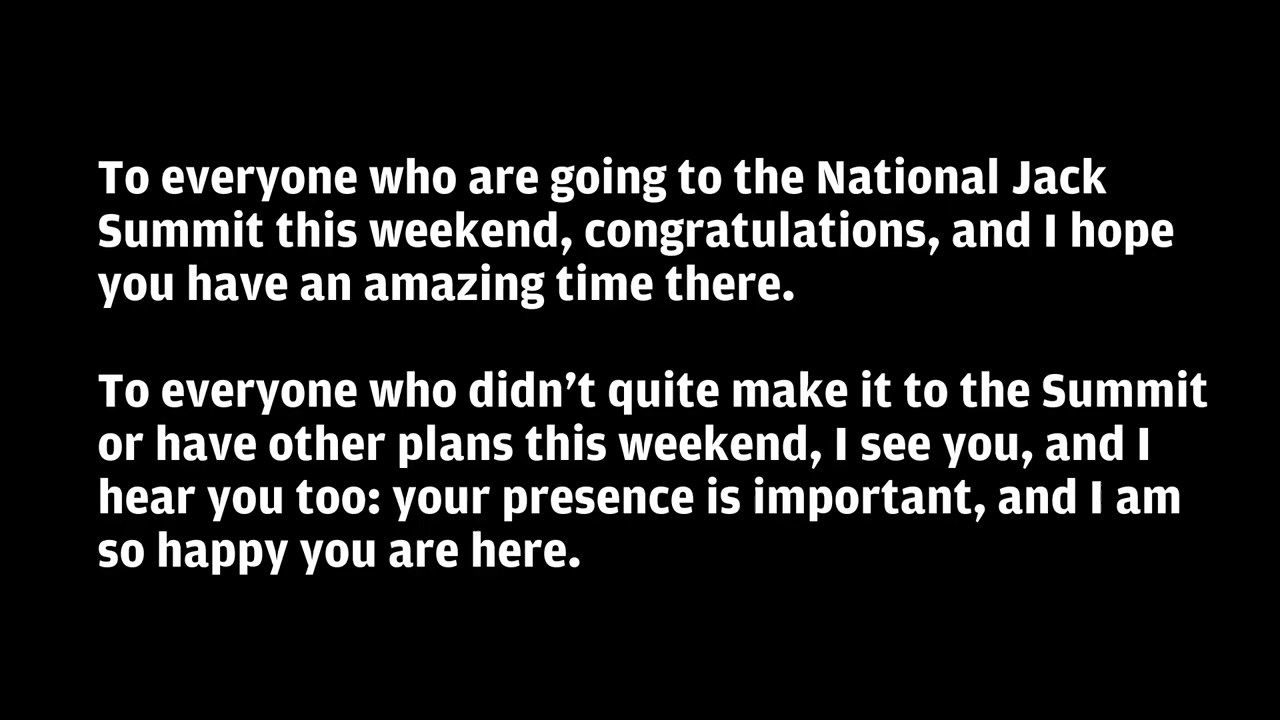 To everyone who are going to the National Jack
Summit this weekend, congratulations, and I hope
you have an amazing time there.
To everyone who didn’t quite make it to the Summit
or have other plans this weekend, I see you, and I
hear you too: your presence is important, and I am
so happy you are here.